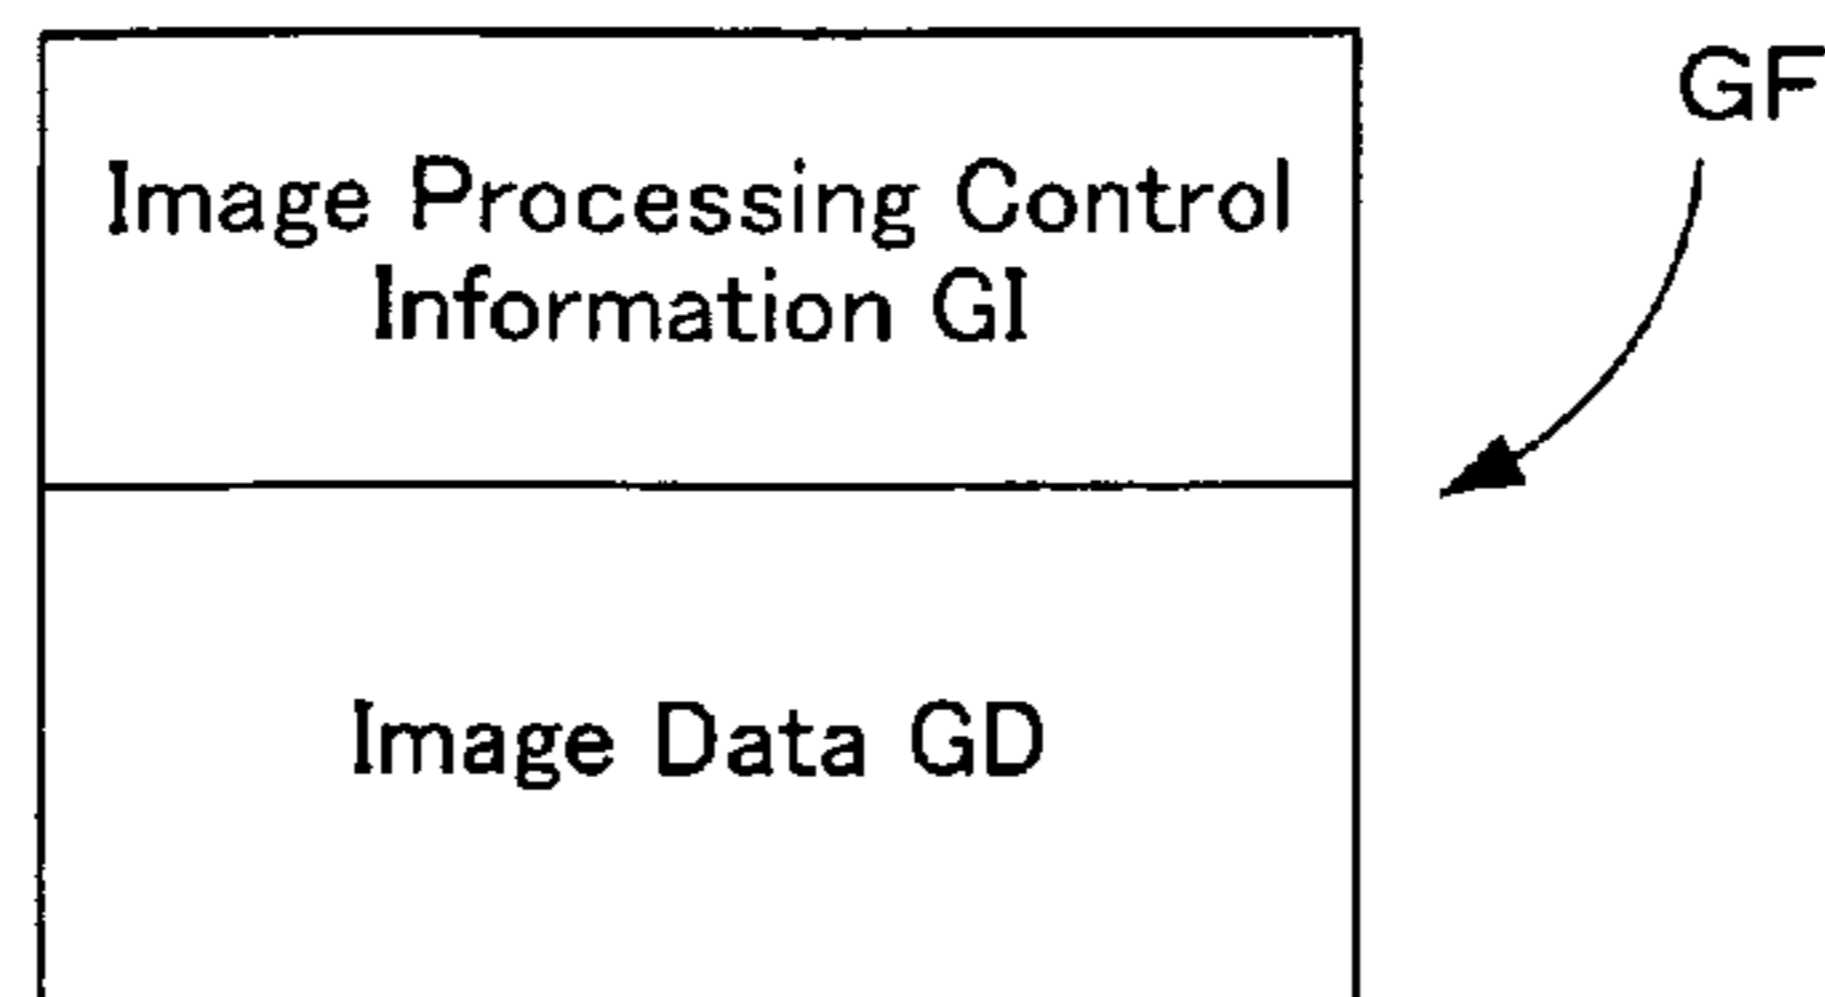 GF
Image Processing Control
Information GI
Image Data GD